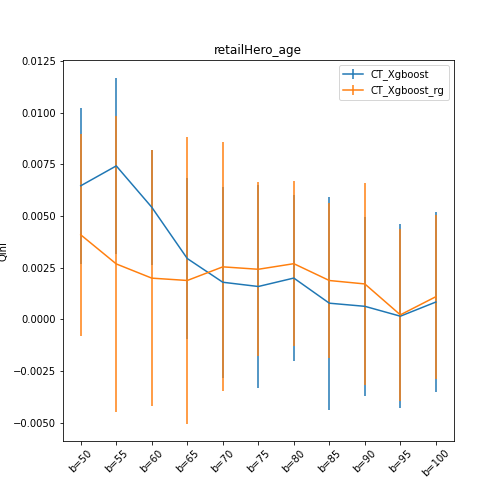 retailHero_age
CT_Xgboost
CT_Xgboost_rg
0.0125
0.0100
0.0075
0.0050
0.0025
0.0000
−0.0025
−0.0050
Qini
b=50 b=55 b=60 b=65 b=70 b=75 b=80 b=85 b=90 b=95 b=100